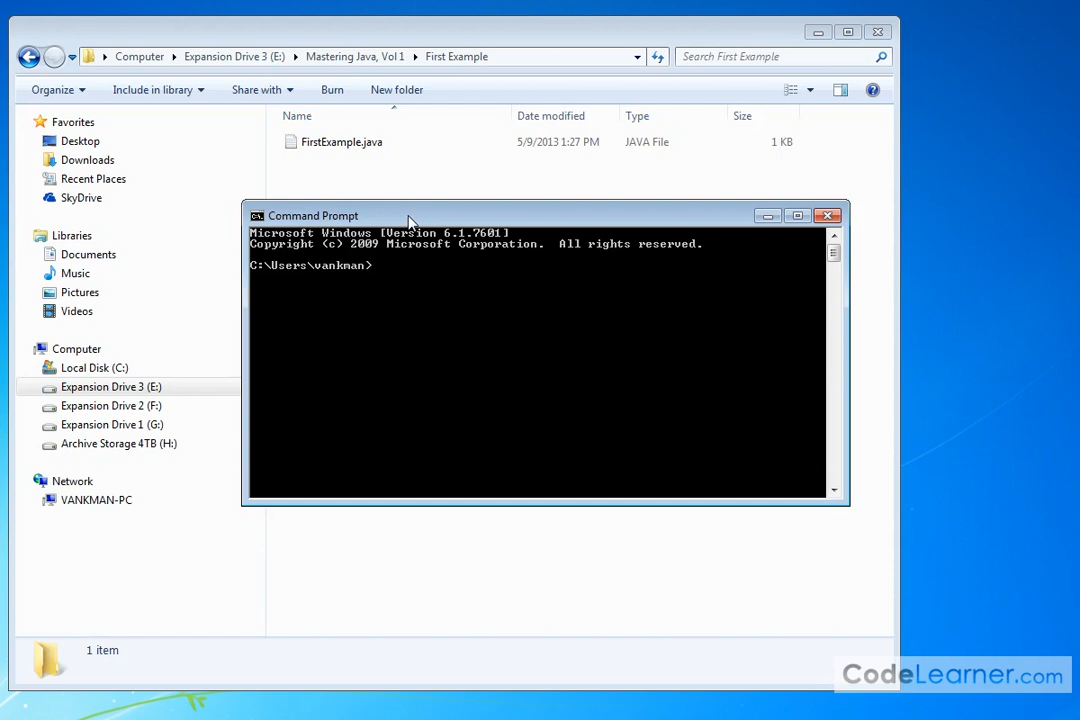 Computer Expansion Drive 3 (E:) Mastering Java, Vol 1 First Example Search First Example
Organize Include in library Share with Burn New folder
Favorites
Desktop
Downloads
Recent Places
SkyDrive
Libraries
Documents
Music
Pictures
Videos
Computer
Local Disk (C:)
Expansion Drive 3 (E:)
Expansion Drive 2 (F:)
Expansion Drive 1 (G:)
Archive Storage 4TB (H:)
Network
VANKMAN-PC
Name Date modified Type Size
FirstExample.java 5/9/2013 1:27 PM JAVA File 1 KB
C:\. Command Prompt
Microsoft Windows [Version 6.1.7601]
Copyright (c) 2009 Microsoft Corporation.  All rights reserved.
C:\Users\vankman>
1 item
CodeLearner.com